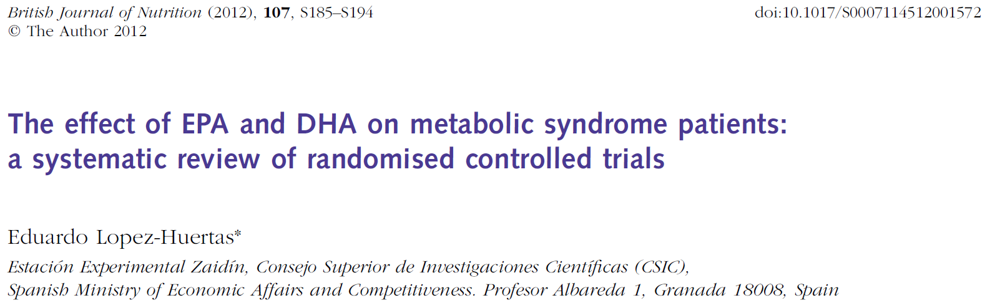 British Journal of Nutrition (2012), 107, S185–S194
doi:10.1017/S0007114512001572
© The Author 2012
The effect of EPA and DHA on metabolic syndrome patients:
a systematic review of randomised controlled trials
Eduardo Lopez-Huertas*
Estación Experimental Zaidín, Consejo Superior de Investigaciones Científicas (CSIC),
Spanish Ministry of Economic Affairs and Competitiveness. Profesor Albareda 1, Granada 18008, Spain